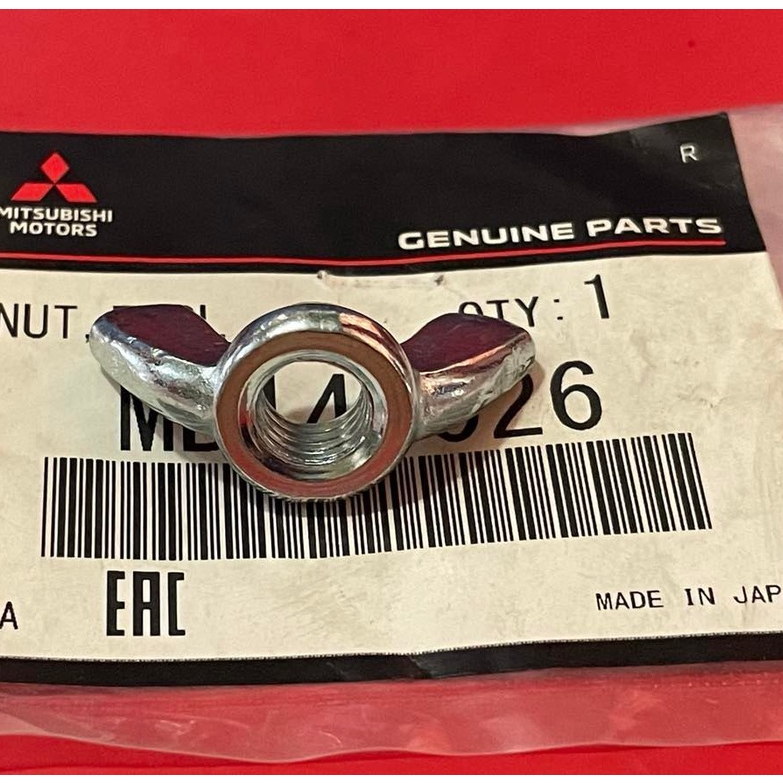 R
MITSUBISHI
MOTORS
GENUINE PARTS
NUT,
QTY: 1
26
A
EAC
MADE IN JAP